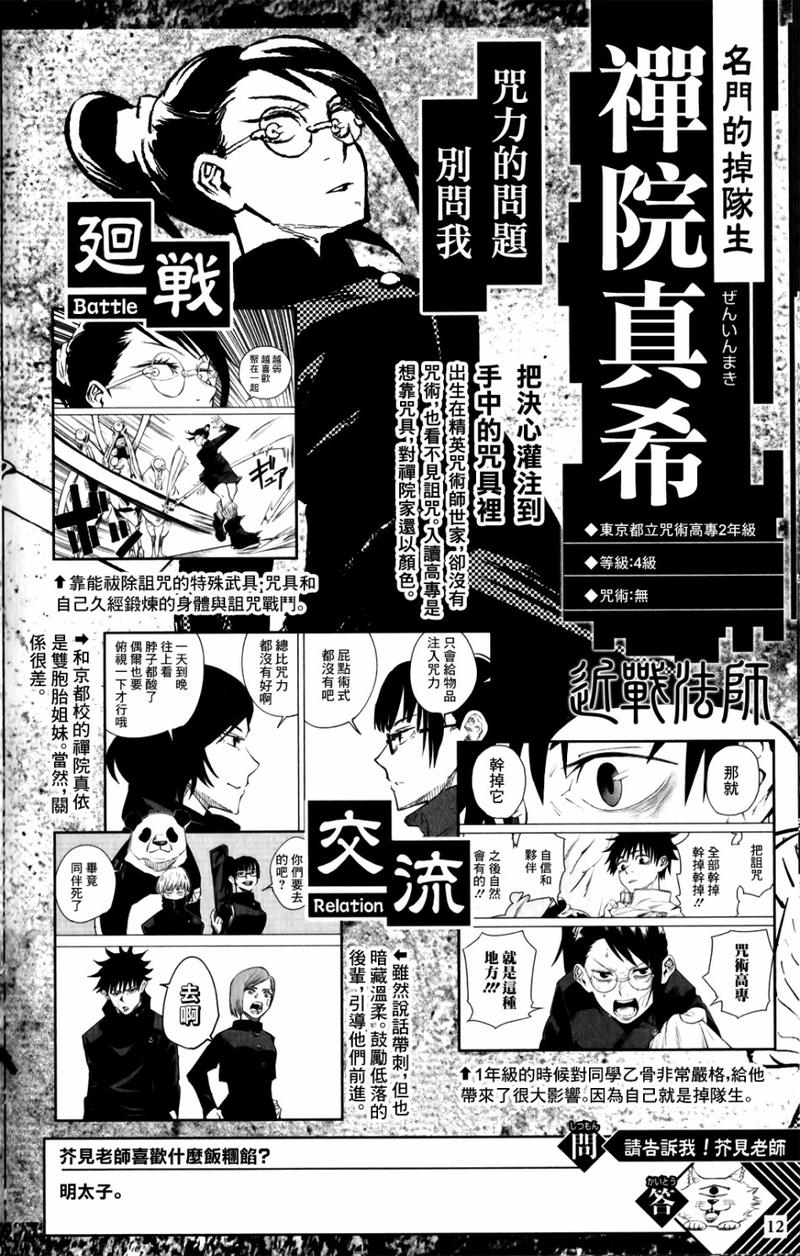 名門的掉隊生
禪院真希
ぜんいんまき
◆東京都立咒術高專2年級
◆等級:4級
◆咒術:無
近戰法師
咒力的問題
別問我
把決心灌注到
手中的咒具裡
出生在精英咒術師世家,卻沒有
咒術,也看不見詛咒。入讀高專是
想靠咒具,對禪院家還以顏色。
廻戦
Battle
越弱
越喜歡
聚在一起
ギュア
ギギギ
⬆靠能祓除詛咒的特殊武具,咒具和
自己久經鍛煉的身體與詛咒戰鬥。
只會給物品
注入咒力
屁點術式
都沒有吧
總比咒力
都沒有好啊
一天到晚
往上看
脖子都酸了
偶爾也要
俯視一下才行哦
➡和京都校的禪院真依
是雙胞胎姐妹。當然,關
係很差。
交流
Relation
你們要去
的吧?
畢竟
同伴死了
去啊
⬅雖然說話帶刺,但也
暗藏溫柔。鼓勵低落的
後輩,引導他們前進。
那就
幹掉它
把詛咒
全部幹掉
幹掉幹掉!!
自信和
夥伴
之後自然
會有的!!
咒術高專
就是這種
地方!!!
⬆1年級的時候對同學乙骨非常嚴格,給他
帶來了很大影響。因為自己就是掉隊生。
しつもん
問
請告訴我!芥見老師
芥見老師喜歡什麼飯糰餡?
かいとう
答
明太子。
12